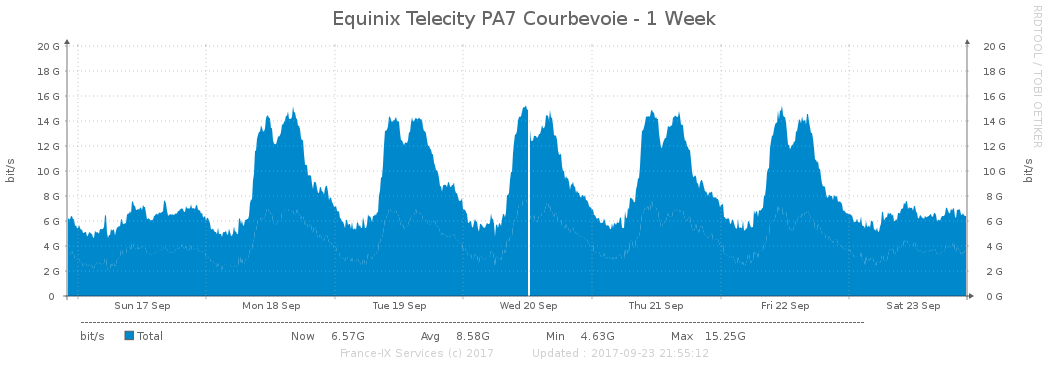 Equinix Telecity PA7 Courbevoie - 1 Week
RRDTOOL / TOBI OETIKER
bit/s
20 G
18 G
16 G
14 G
12 G
10 G
8 G
6 G
4 G
2 G
0
20 G
18 G
16 G
14 G
12 G
10 G
8 G
6 G
4 G
2 G
0 G
bit/s
Sun 17 Sep Mon 18 Sep Tue 19 Sep Wed 20 Sep Thu 21 Sep Fri 22 Sep Sat 23 Sep
bit/s Total Now 6.57G Avg 8.58G Min 4.63G Max 15.25G
France-IX Services (c) 2017 Updated : 2017-09-23 21:55:12